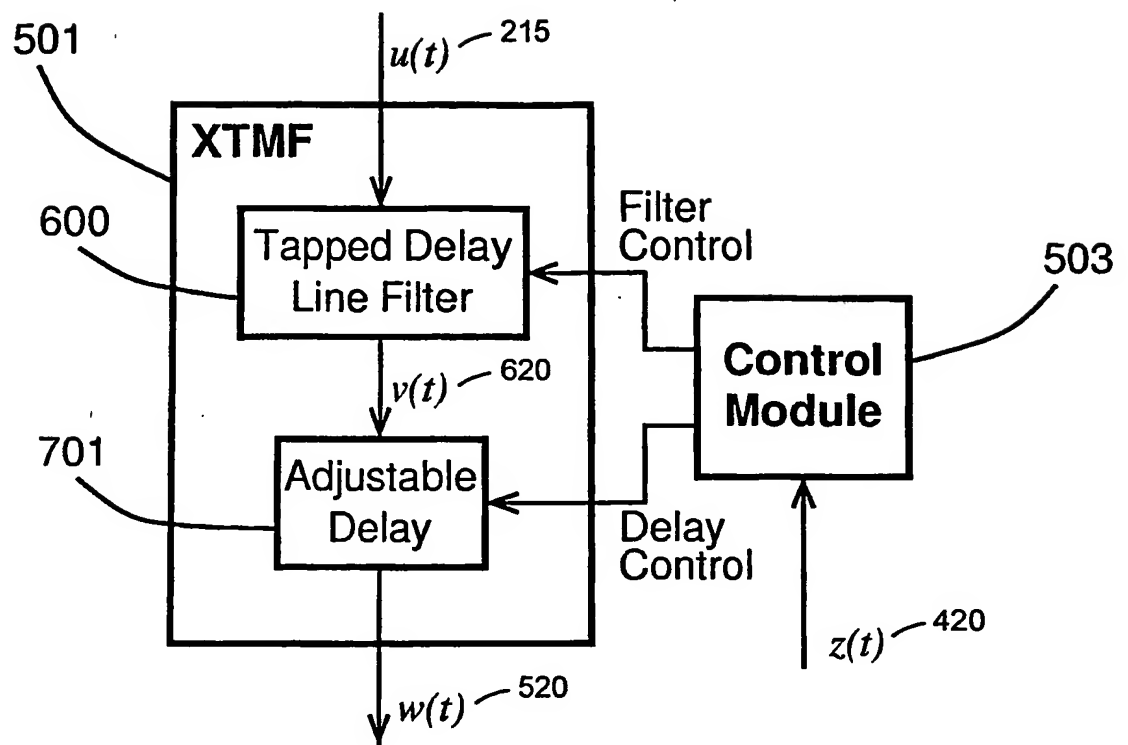 501
u(t) 215
XTMF
600
Tapped Delay
Line Filter
Filter
Control
503
Control
Module
v(t) 620
701
Adjustable
Delay
Delay
Control
z(t) 420
w(t) 520